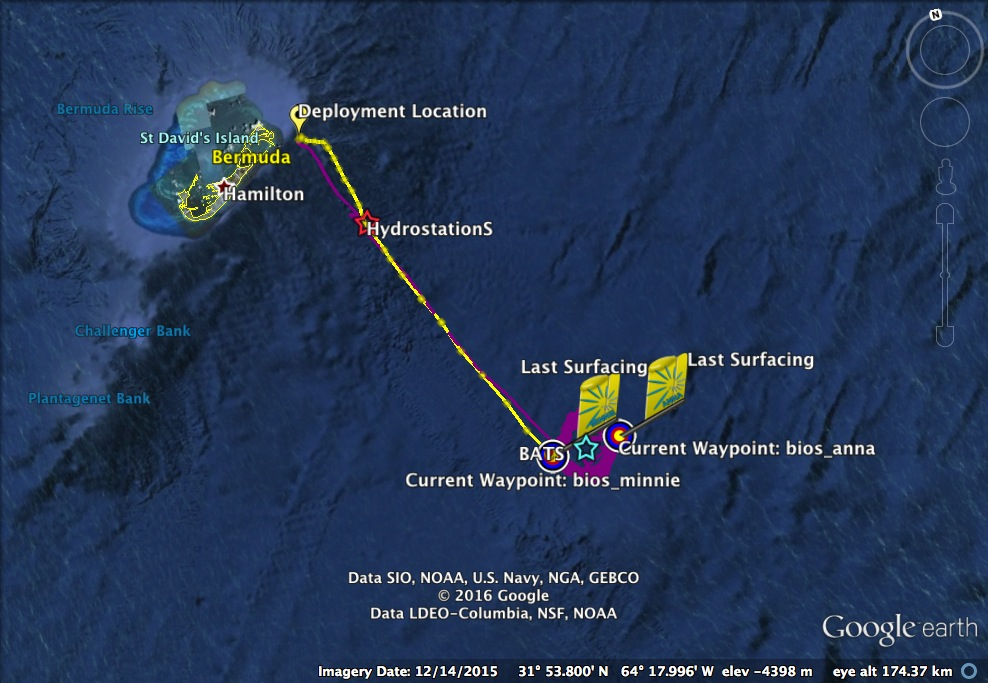 N
Deployment Location
Bermuda Rise
St David's Island
Bermuda
Hamilton
HydrostationS
Challenger Bank
Plantagenet Bank
Last Surfacing
Last Surfacing
BATS
Current Waypoint: bios_anna
Current Waypoint: bios_minnie
Data SIO, NOAA, U.S. Navy, NGA, GEBCO
© 2016 Google
Data LDEO-Columbia, NSF, NOAA
Google earth
Imagery Date: 12/14/2015 31° 53.800' N 64° 17.996' W elev -4398 m eye alt 174.37 km